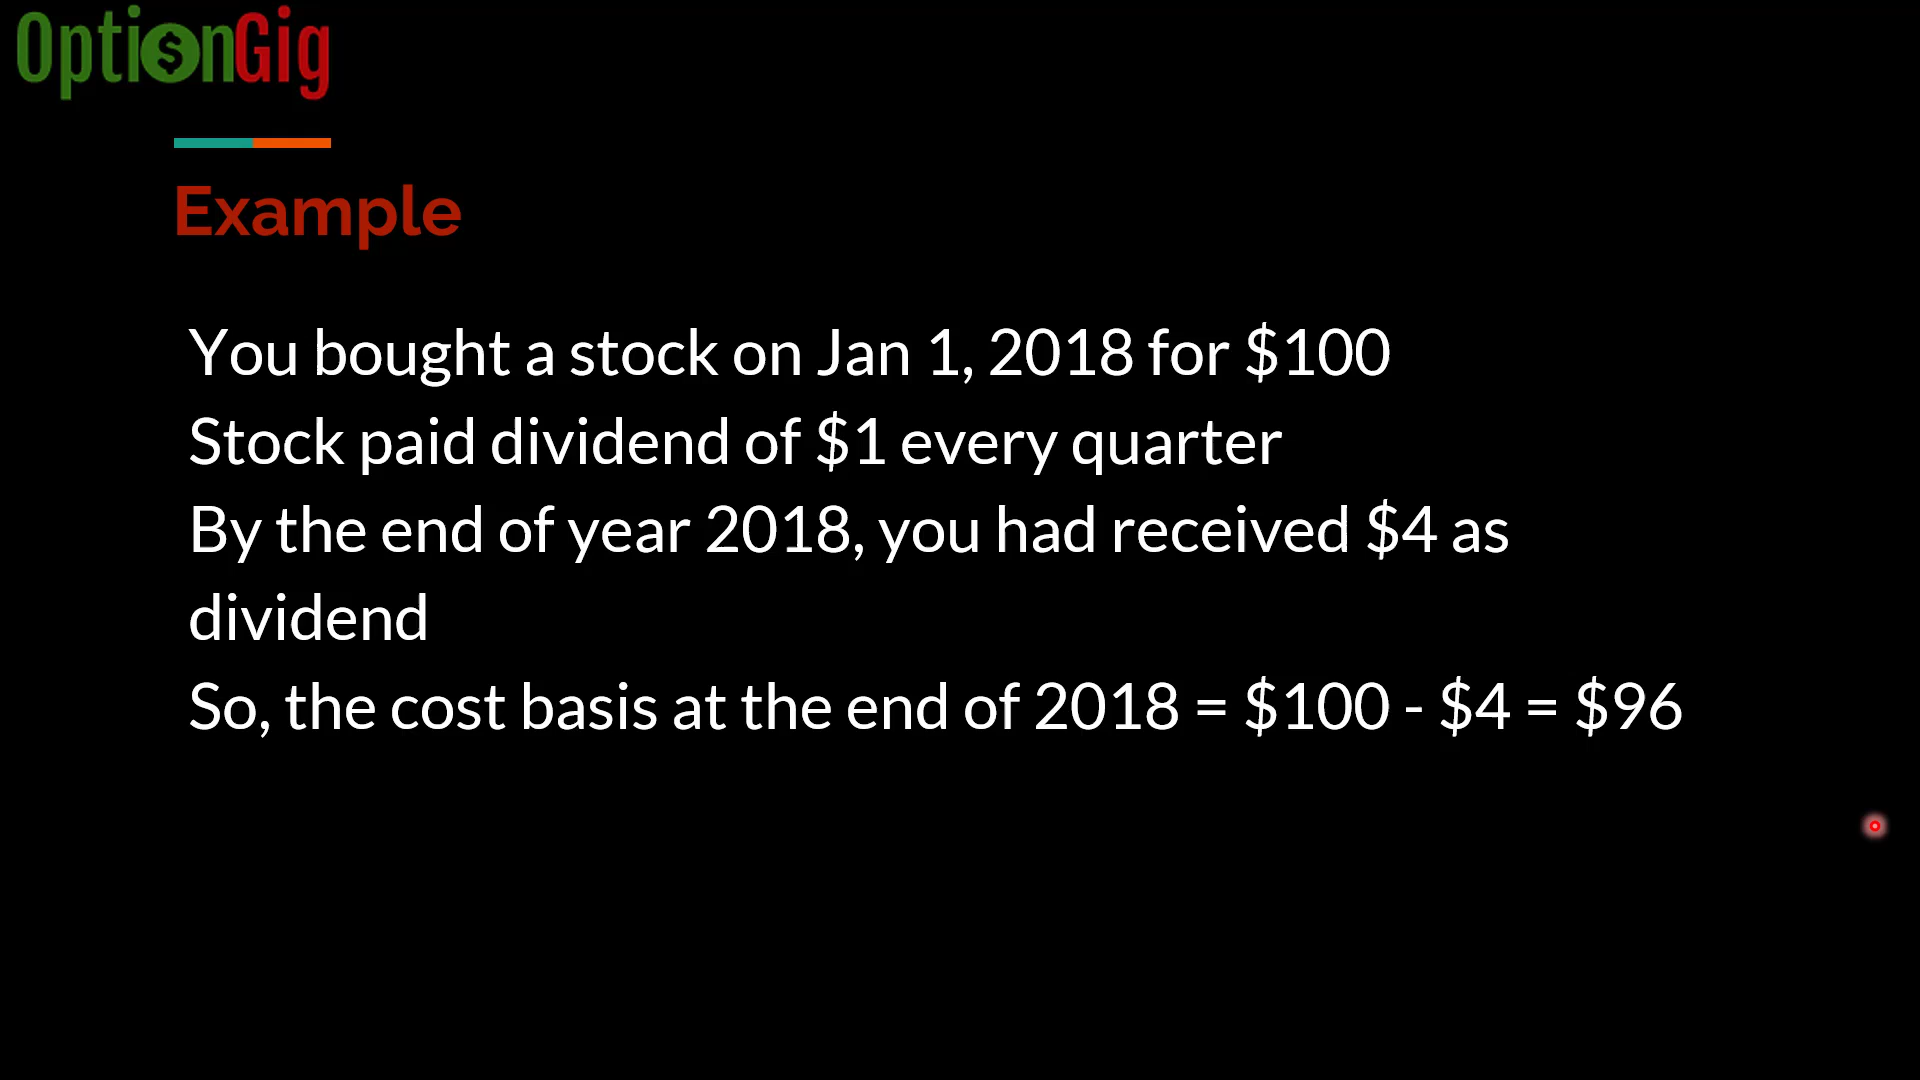 OptionGig
Example
You bought a stock on Jan 1, 2018 for $100
Stock paid dividend of $1 every quarter
By the end of year 2018, you had received $4 as
dividend
So, the cost basis at the end of 2018 = $100 - $4 = $96